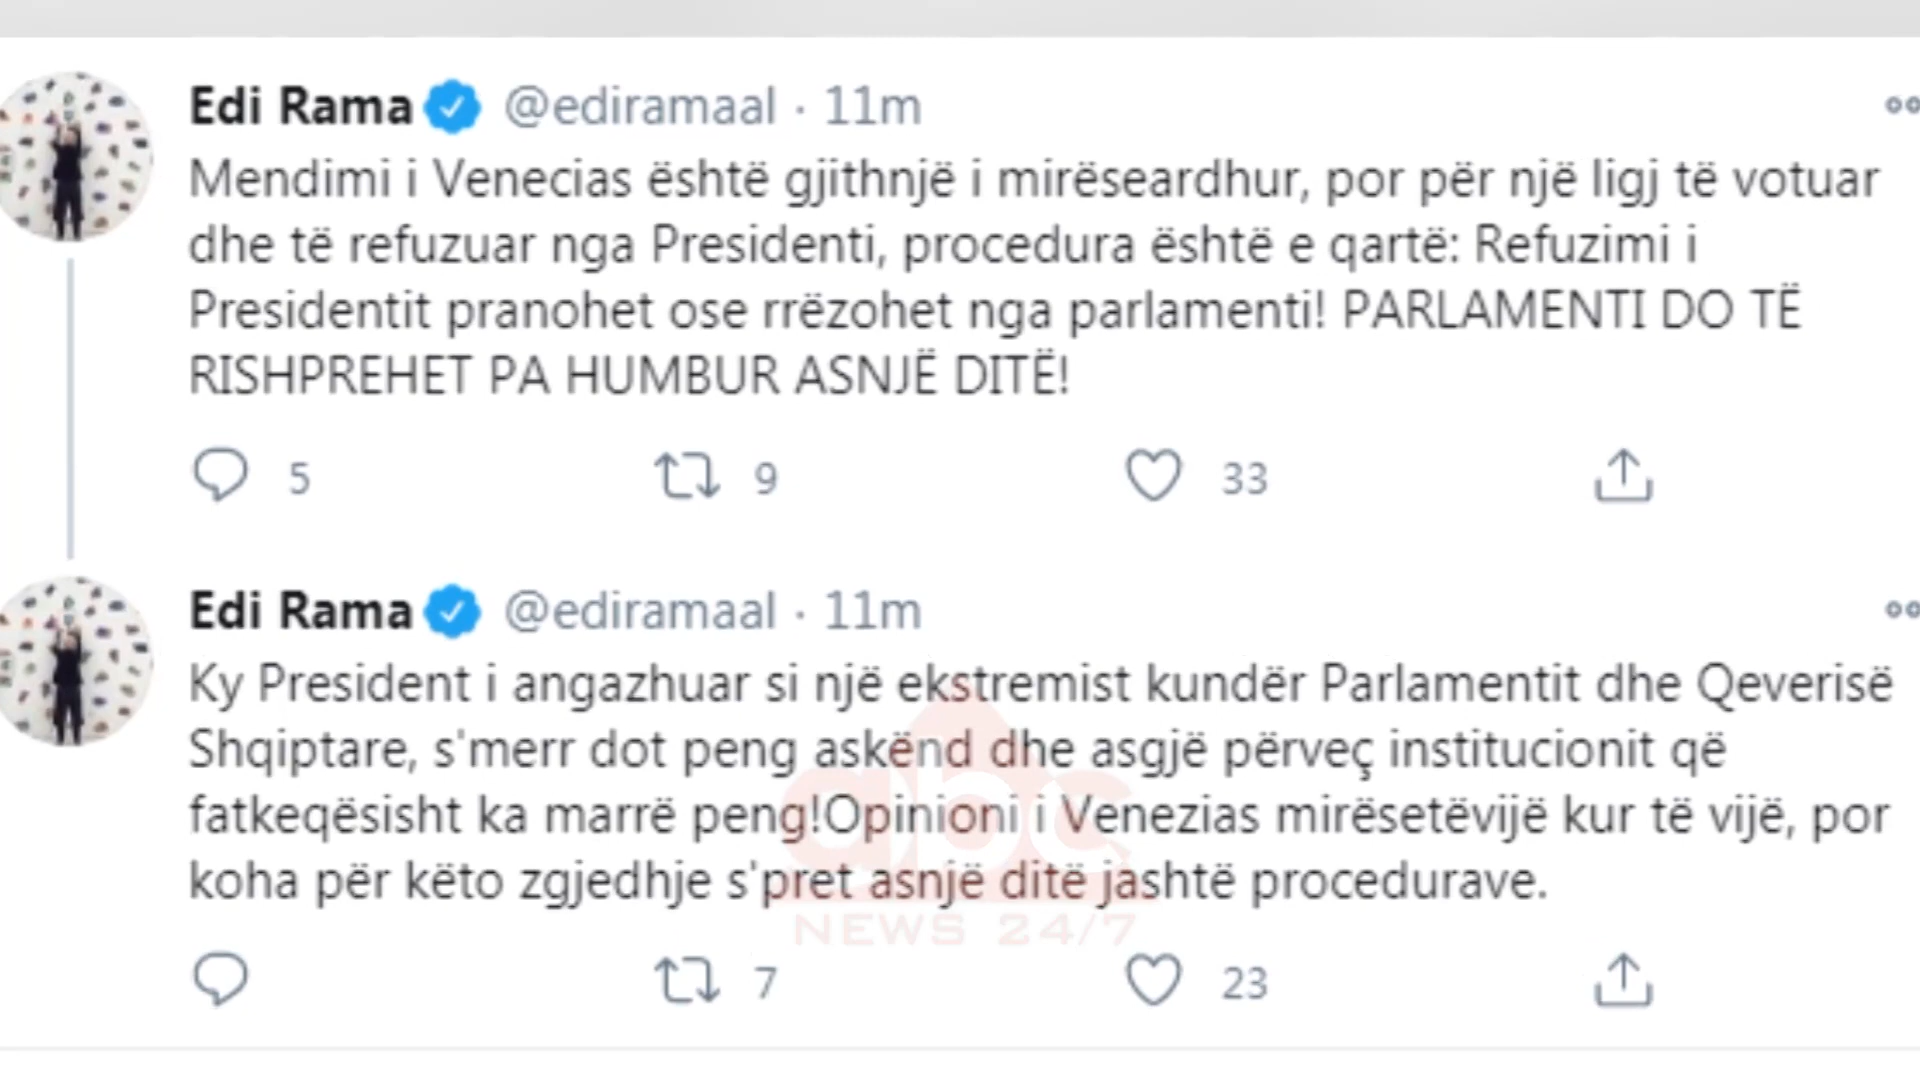 Edi Rama @ediramaal · 11m
Mendimi i Venecias është gjithnjë i mirëseardhur, por për një ligj të votuar
dhe të refuzuar nga Presidenti, procedura është e qartë: Refuzimi i
Presidentit pranohet ose rrëzohet nga parlamenti! PARLAMENTI DO TË
RISHPREHET PA HUMBUR ASNJË DITË!
5 9 33
Edi Rama @ediramaal · 11m
Ky President i angazhuar si një ekstremist kundër Parlamentit dhe Qeverisë
Shqiptare, s'merr dot peng askënd dhe asgjë përveç institucionit që
fatkeqësisht ka marrë peng!Opinioni i Venezias mirësetëvijë kur të vijë, por
koha për këto zgjedhje s'pret asnjë ditë jashtë procedurave.
abc
NEWS 24/7
7 23